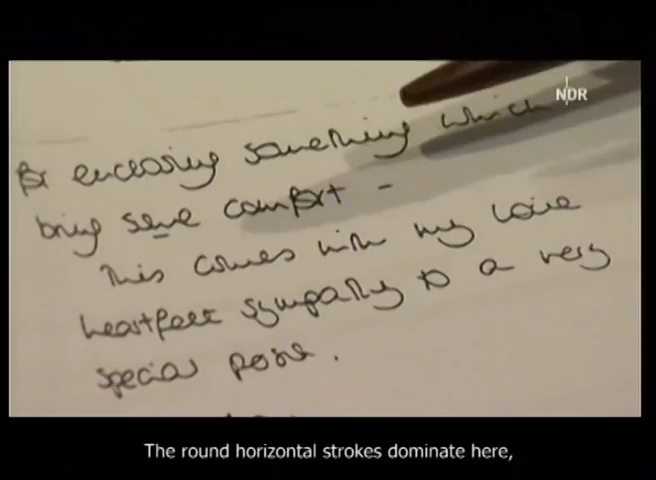 NDR
for enclosing something which
bring some comfort -
This comes with my love
heartfelt sympathy to a very
special
The round horizontal strokes dominate here,